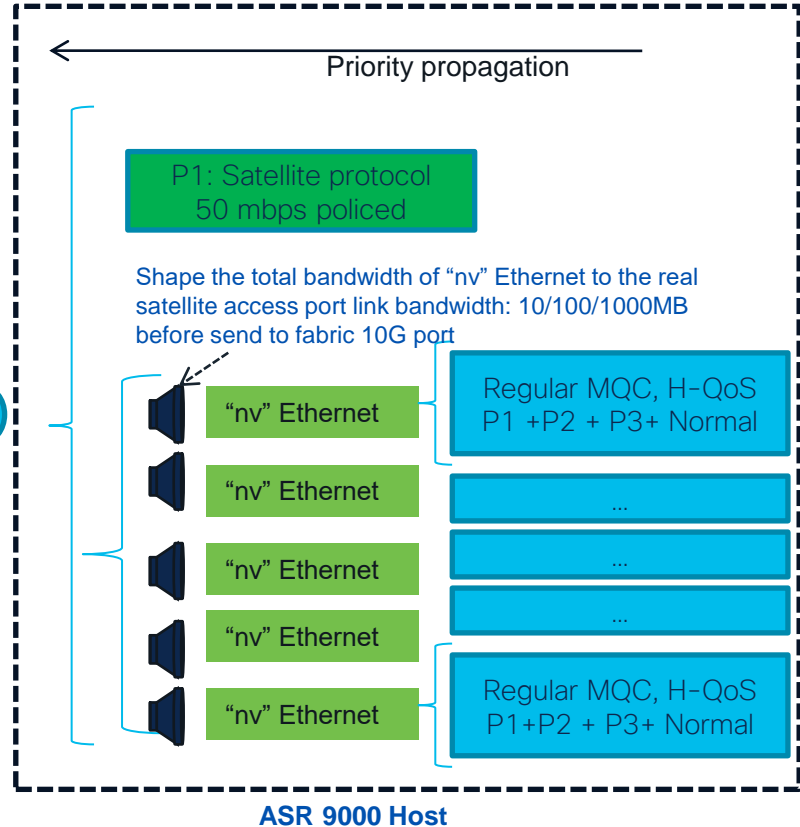 Priority propagation
P1: Satellite protocol
50 mbps policed
Shape the total bandwidth of “nv” Ethernet to the real
satellite access port link bandwidth: 10/100/1000MB
before send to fabric 10G port
“nv” Ethernet
Regular MQC, H-QoS
P1 +P2 + P3+ Normal
“nv” Ethernet
...
“nv” Ethernet
...
“nv” Ethernet
...
“nv” Ethernet
Regular MQC, H-QoS
P1+P2 + P3+ Normal
ASR 9000 Host